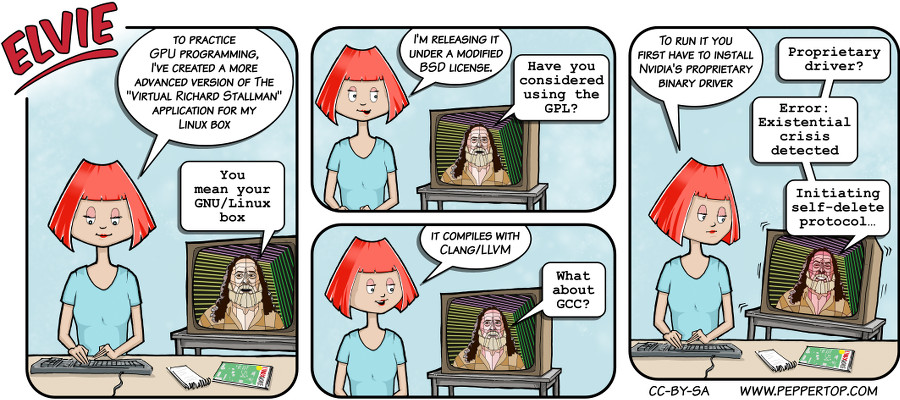 ELVIE
TO PRACTICE
GPU PROGRAMMING,
I'VE CREATED A MORE
ADVANCED VERSION OF THE
"VIRTUAL RICHARD STALLMAN"
APPLICATION FOR MY
LINUX BOX
You
mean your
GNU/Linux
box
I'M RELEASING IT
UNDER A MODIFIED
BSD LICENSE.
Have you
considered
using the
GPL?
IT COMPILES WITH
CLANG/LLVM
What
about
GCC?
TO RUN IT YOU
FIRST HAVE TO INSTALL
NVIDIA'S PROPRIETARY
BINARY DRIVER
Proprietary
driver?
Error:
Existential
crisis
detected
Initiating
self-delete
protocol...
CC-BY-SA
WWW.PEPPERTOP.COM